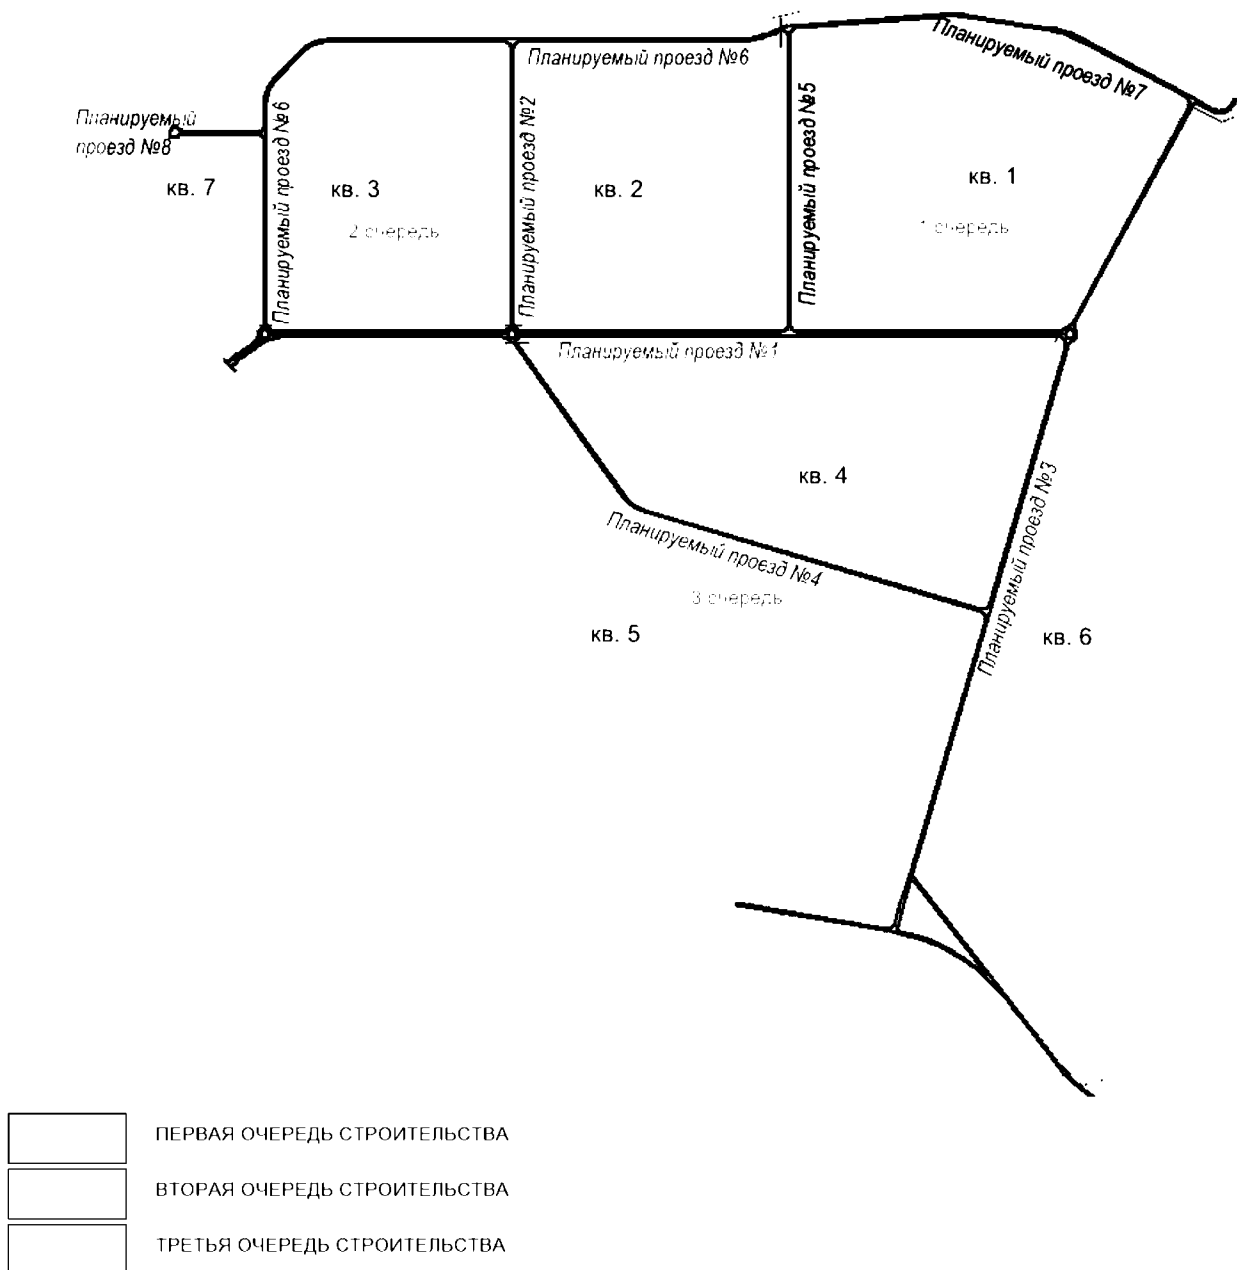 Планируемый проезд №7
Планируемый проезд №6
Планируемый
проезд №8
Планируемый проезд №6
Планируемый проезд №2
Планируемый проезд №5
кв. 7
кв. 3
кв. 2
кв. 1
2 очередь
1 очередь
Планируемый проезд №1
кв. 4
Планируемый проезд №3
Планируемый проезд №4
3 очередь
кв. 5
кв. 6
ПЕРВАЯ ОЧЕРЕДЬ СТРОИТЕЛЬСТВА
ВТОРАЯ ОЧЕРЕДЬ СТРОИТЕЛЬСТВА
ТРЕТЬЯ ОЧЕРЕДЬ СТРОИТЕЛЬСТВА